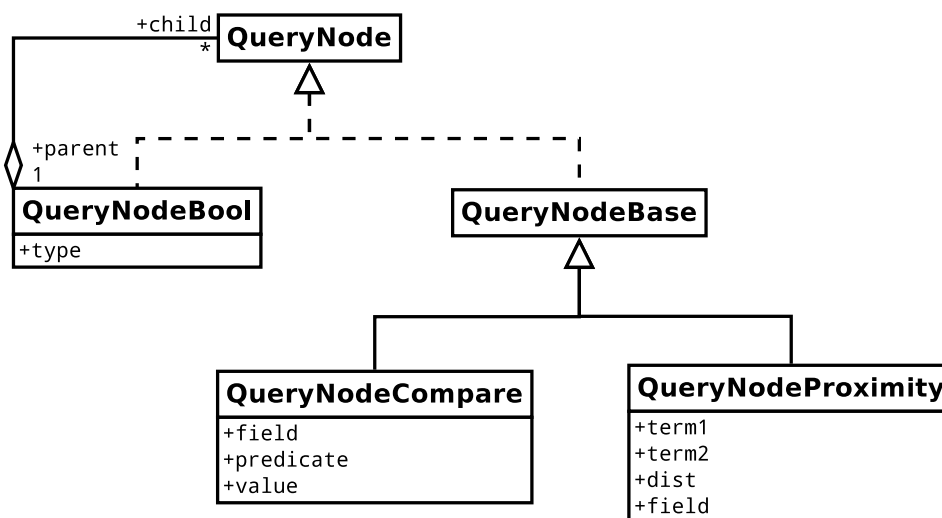 +child
*
QueryNode
+parent
1
QueryNodeBool
+type
QueryNodeBase
QueryNodeCompare
+field
+predicate
+value
QueryNodeProximity
+term1
+term2
+dist
+field